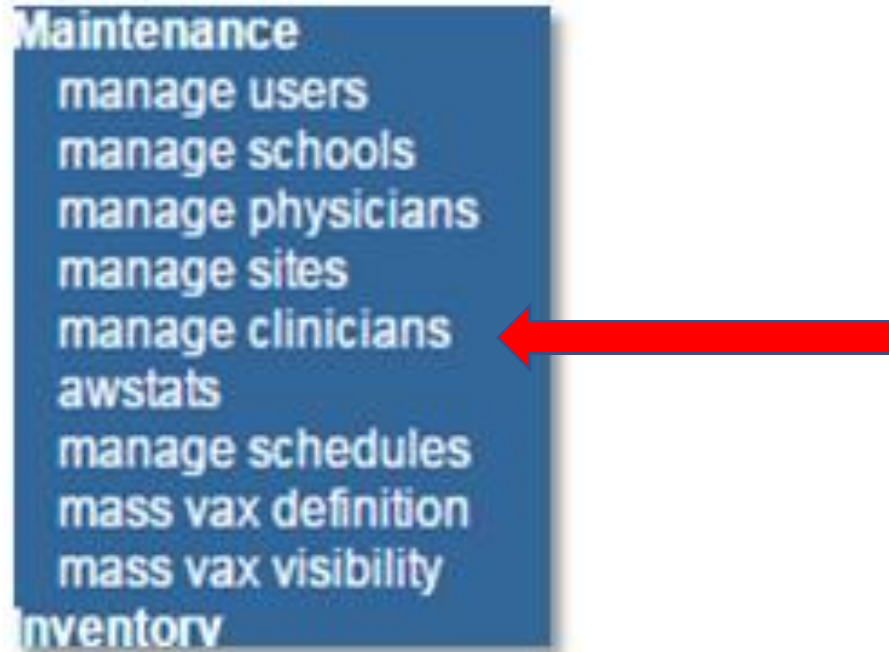 Maintenance
manage users
manage schools
manage physicians
manage sites
manage clinicians
awstats
manage schedules
mass vax definition
mass vax visibility
Inventory